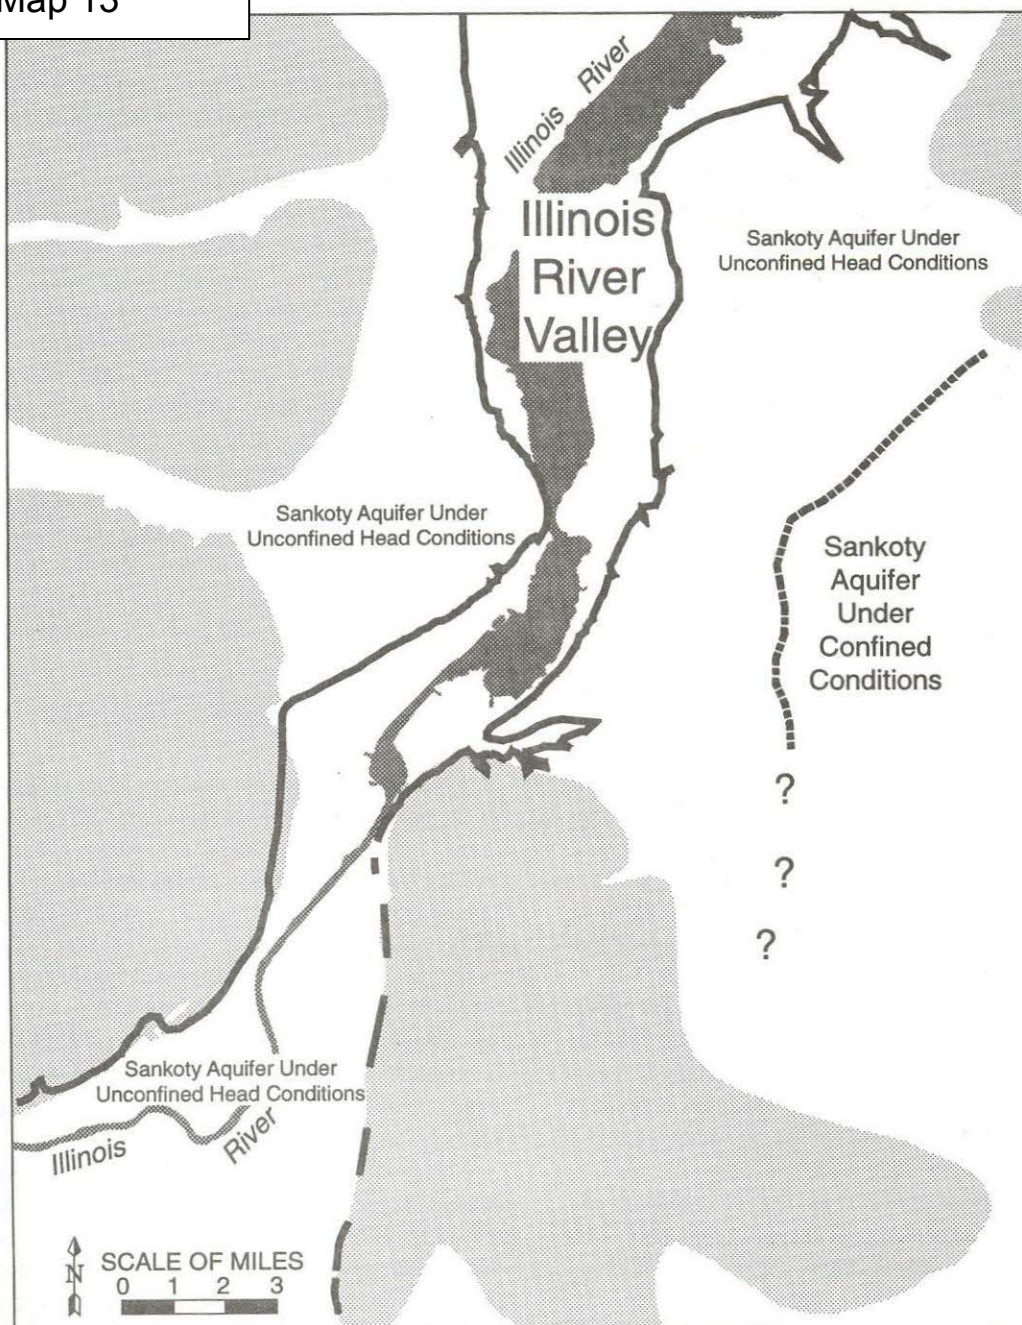 Map 13
Illinois River
Illinois
River
Valley
Sankoty Aquifer Under
Unconfined Head Conditions
Sankoty Aquifer Under
Unconfined Head Conditions
Sankoty
Aquifer
Under
Confined
Conditions
?
?
?
Sankoty Aquifer Under
Unconfined Head Conditions
Illinois River
N
SCALE OF MILES
0 1 2 3